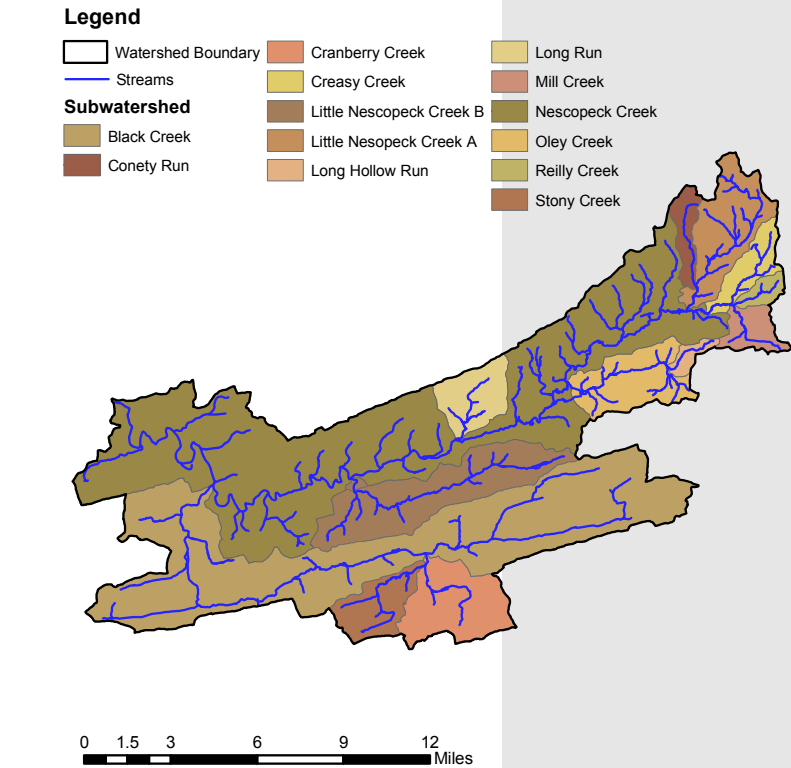 Legend
Watershed Boundary
Streams
Subwatershed
Black Creek
Conety Run
Cranberry Creek
Creasy Creek
Little Nescopeck Creek B
Little Nesopeck Creek A
Long Hollow Run
Long Run
Mill Creek
Nescopeck Creek
Oley Creek
Reilly Creek
Stony Creek
0 1.5 3 6 9 12
Miles